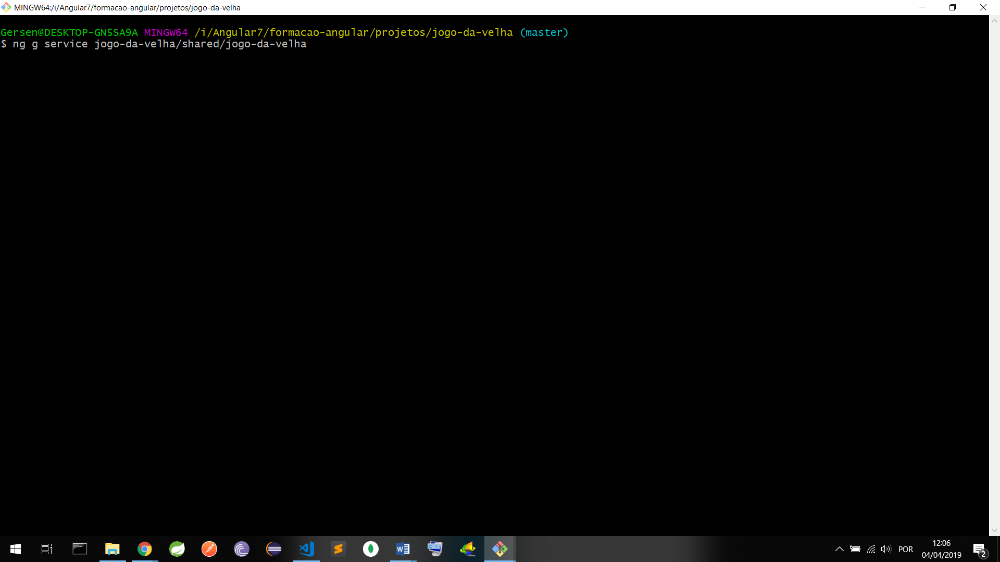 MINGW64:/i/Angular7/formacao-angular/projetos/jogo-da-velha
Gersen@DESKTOP-GN5SA9A MINGW64 /i/Angular7/formacao-angular/projetos/jogo-da-velha (master)
$ ng g service jogo-da-velha/shared/jogo-da-velha
POR
12:06
04/04/2019
2